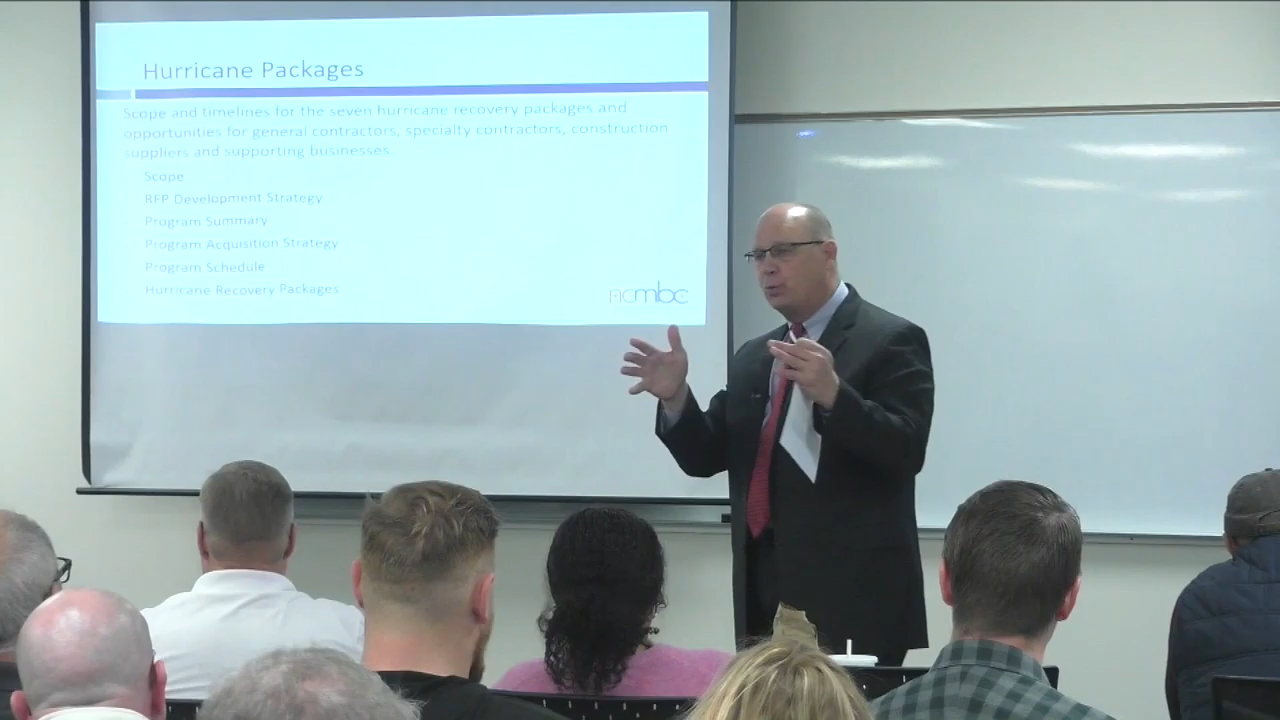 Hurricane Packages
Scope and timelines for the seven hurricane recovery packages and
opportunities for general contractors, specialty contractors, construction
suppliers and supporting businesses.
Scope
RFP Development Strategy
Program Summary
Program Acquisition Strategy
Program Schedule
Hurricane Recovery Packages
ncmbc